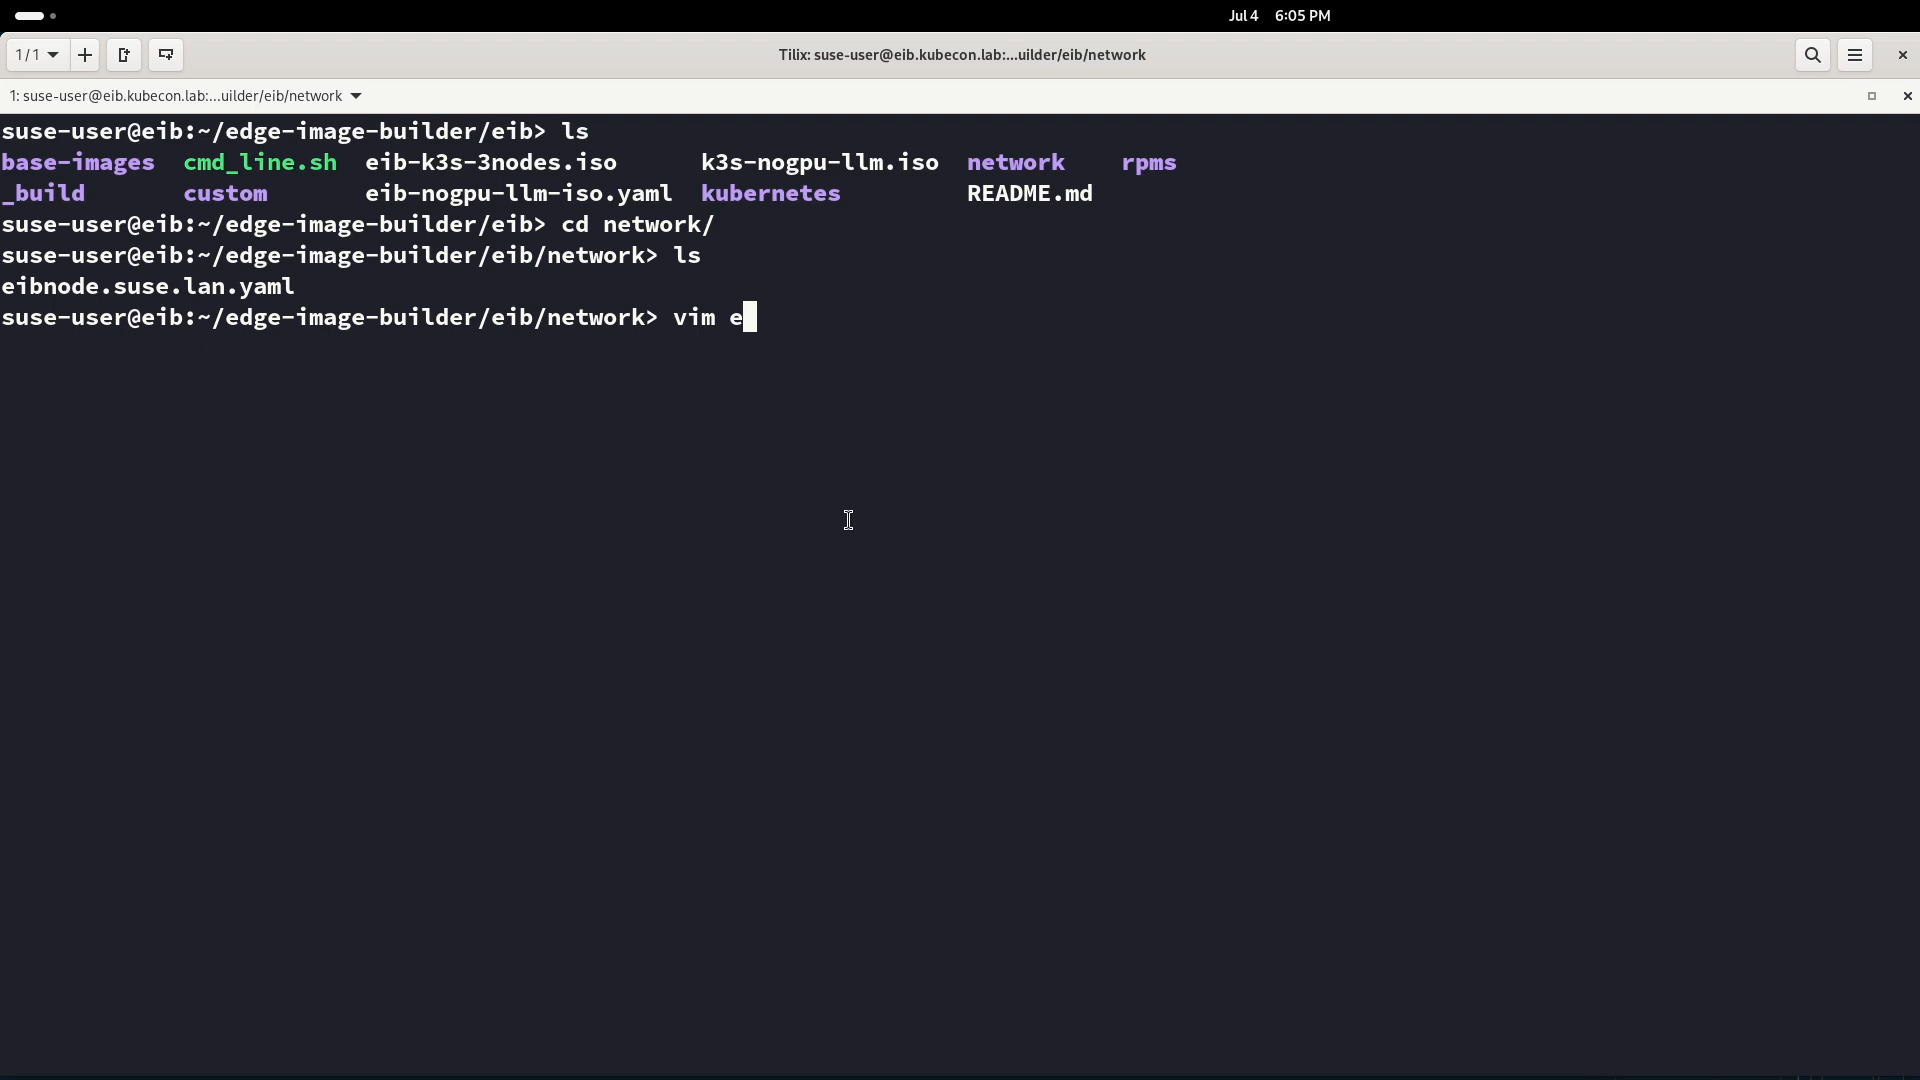 Jul 4 6:05 PM
1/1 Tilix: suse-user@eib.kubecon.lab:...uilder/eib/network
1: suse-user@eib.kubecon.lab:...uilder/eib/network
suse-user@eib:~/edge-image-builder/eib> ls
base-images cmd_line.sh eib-k3s-3nodes.iso k3s-nogpu-llm.iso network rpms
_build custom eib-nogpu-llm-iso.yaml kubernetes README.md
suse-user@eib:~/edge-image-builder/eib> cd network/
suse-user@eib:~/edge-image-builder/eib/network> ls
eibnode.suse.lan.yaml
suse-user@eib:~/edge-image-builder/eib/network> vim e